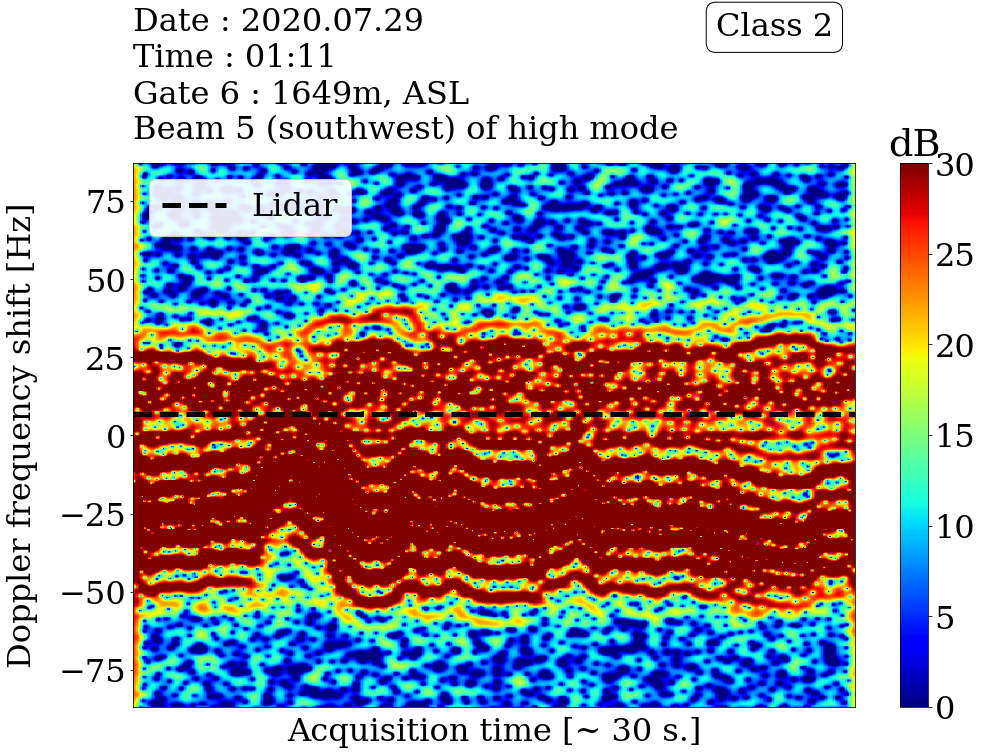 Date : 2020.07.29
Time : 01:11
Gate 6 : 1649m, ASL
Beam 5 (southwest) of high mode
Class 2
dB
Lidar
Doppler frequency shift [Hz]
75
50
25
0
−25
−50
−75
Acquisition time [~ 30 s.]
30
25
20
15
10
5
0